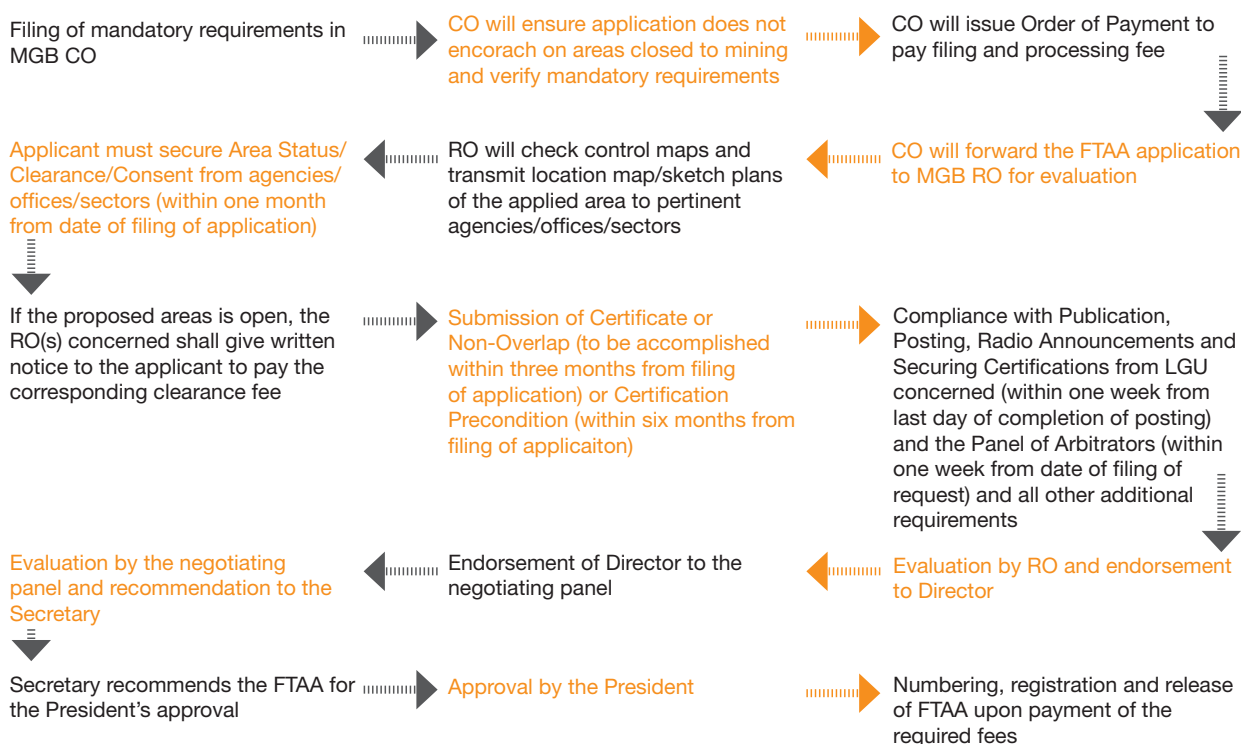 Filing of mandatory requirements in
MGB CO
CO will ensure application does not
encorach on areas closed to mining
and verify mandatory requirements
CO will issue Order of Payment to
pay filing and processing fee
CO will forward the FTAA application
to MGB RO for evaluation
RO will check control maps and
transmit location map/sketch plans
of the applied area to pertinent
agencies/offices/sectors
Applicant must secure Area Status/
Clearance/Consent from agencies/
offices/sectors (within one month
from date of filing of application)
If the proposed areas is open, the
RO(s) concerned shall give written
notice to the applicant to pay the
corresponding clearance fee
Submission of Certificate or
Non-Overlap (to be accomplished
within three months from filing
of application) or Certification
Precondition (within six months from
filing of applicaiton)
Compliance with Publication,
Posting, Radio Announcements and
Securing Certifications from LGU
concerned (within one week from
last day of completion of posting)
and the Panel of Arbitrators (within
one week from date of filing of
request) and all other additional
requirements
Evaluation by RO and endorsement
to Director
Endorsement of Director to the
negotiating panel
Evaluation by the negotiating
panel and recommendation to the
Secretary
Secretary recommends the FTAA for
the President's approval
Approval by the President
Numbering, registration and release
of FTAA upon payment of the
required fees